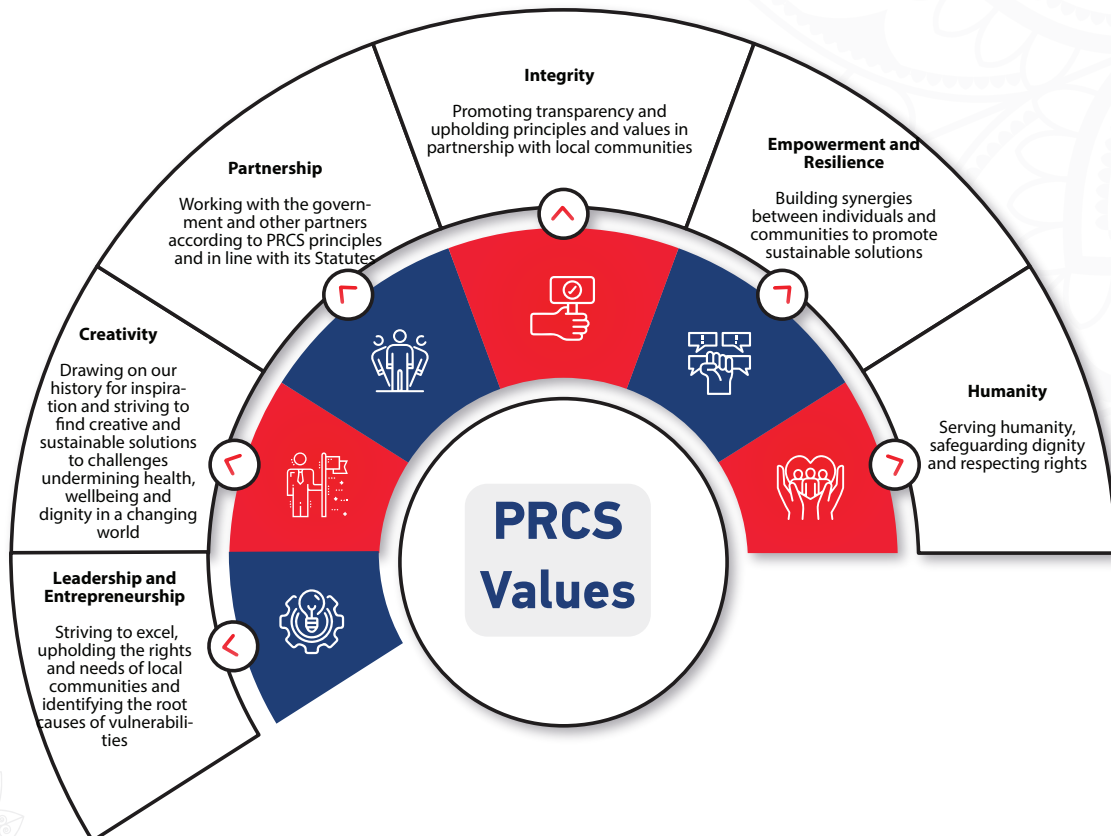 Integrity
Promoting transparency and
upholding principles and values in
partnership with local communities
Partnership
Working with the govern-
ment and other partners
according to PRCS principles
and in line with its Statutes
Empowerment and
Resilience
Building synergies
between individuals and
communities to promote
sustainable solutions
Creativity
Drawing on our
history for inspira-
tion and striving to
find creative and
sustainable solutions
to challenges
undermining health,
wellbeing and
dignity in a changing
world
Humanity
Serving humanity,
safeguarding dignity
and respecting rights
Leadership and
Entrepreneurship
Striving to excel,
upholding the rights
and needs of local
communities and
identifying the root
causes of vulnerabili-
ties
PRCS
Values